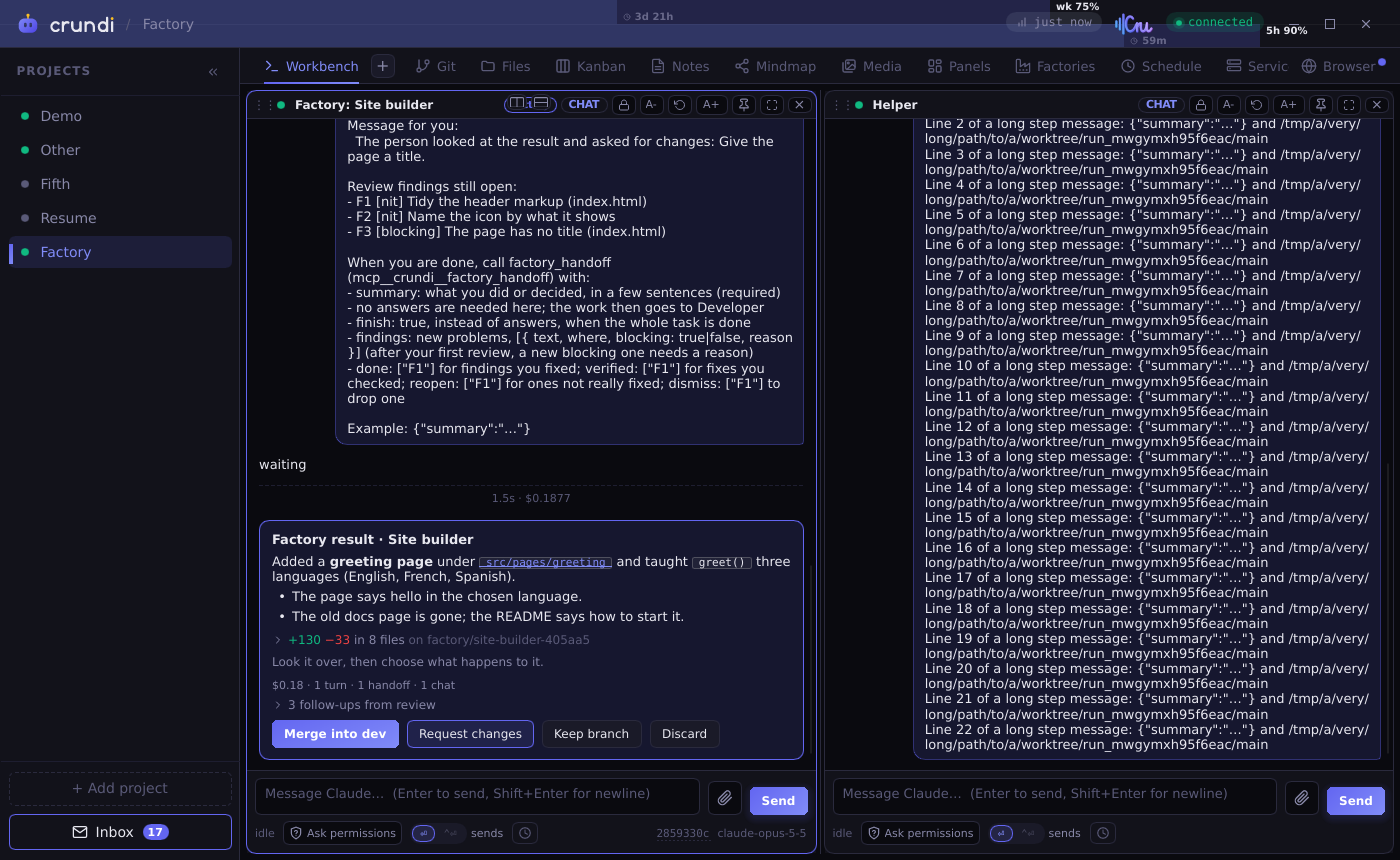 crundi / Factory
3d 21h
wk 75%
just now
Cru
connected
59m
5h 90%
PROJECTS
«
Demo
Other
Fifth
Resume
Factory
+ Add project
Inbox 17
Workbench
+
Git
Files
Kanban
Notes
Mindmap
Media
Panels
Factories
Schedule
Servic
Browser
Factory: Site builder
CHAT
A-
A+
Message for you:
The person looked at the result and asked for changes: Give the
page a title.
Review findings still open:
- F1 [nit] Tidy the header markup (index.html)
- F2 [nit] Name the icon by what it shows
- F3 [blocking] The page has no title (index.html)
When you are done, call factory_handoff
(mcp__crundi__factory_handoff) with:
- summary: what you did or decided, in a few sentences (required)
- no answers are needed here; the work then goes to Developer
- finish: true, instead of answers, when the whole task is done
- findings: new problems, [{ text, where, blocking: true|false, reason
}] (after your first review, a new blocking one needs a reason)
- done: ["F1"] for findings you fixed; verified: ["F1"] for fixes you
checked; reopen: ["F1"] for ones not really fixed; dismiss: ["F1"] to
drop one
Example: {"summary":"…"}
waiting
1.5s · $0.1877
Factory result · Site builder
Added a greeting page under src/pages/greeting and taught greet() three
languages (English, French, Spanish).
• The page says hello in the chosen language.
• The old docs page is gone; the README says how to start it.
+130 −33 in 8 files on factory/site-builder-405aa5
Look it over, then choose what happens to it.
$0.18 · 1 turn · 1 handoff · 1 chat
3 follow-ups from review
Merge into dev
Request changes
Keep branch
Discard
Message Claude… (Enter to send, Shift+Enter for newline)
Send
idle
Ask permissions
sends
2859330c
claude-opus-5-5
Helper
CHAT
A-
A+
Line 2 of a long step message: {"summary":"…"} and /tmp/a/very/
long/path/to/a/worktree/run_mwgymxh95f6eac/main
Line 3 of a long step message: {"summary":"…"} and /tmp/a/very/
long/path/to/a/worktree/run_mwgymxh95f6eac/main
Line 4 of a long step message: {"summary":"…"} and /tmp/a/very/
long/path/to/a/worktree/run_mwgymxh95f6eac/main
Line 5 of a long step message: {"summary":"…"} and /tmp/a/very/
long/path/to/a/worktree/run_mwgymxh95f6eac/main
Line 6 of a long step message: {"summary":"…"} and /tmp/a/very/
long/path/to/a/worktree/run_mwgymxh95f6eac/main
Line 7 of a long step message: {"summary":"…"} and /tmp/a/very/
long/path/to/a/worktree/run_mwgymxh95f6eac/main
Line 8 of a long step message: {"summary":"…"} and /tmp/a/very/
long/path/to/a/worktree/run_mwgymxh95f6eac/main
Line 9 of a long step message: {"summary":"…"} and /tmp/a/very/
long/path/to/a/worktree/run_mwgymxh95f6eac/main
Line 10 of a long step message: {"summary":"…"} and /tmp/a/very/
long/path/to/a/worktree/run_mwgymxh95f6eac/main
Line 11 of a long step message: {"summary":"…"} and /tmp/a/very/
long/path/to/a/worktree/run_mwgymxh95f6eac/main
Line 12 of a long step message: {"summary":"…"} and /tmp/a/very/
long/path/to/a/worktree/run_mwgymxh95f6eac/main
Line 13 of a long step message: {"summary":"…"} and /tmp/a/very/
long/path/to/a/worktree/run_mwgymxh95f6eac/main
Line 14 of a long step message: {"summary":"…"} and /tmp/a/very/
long/path/to/a/worktree/run_mwgymxh95f6eac/main
Line 15 of a long step message: {"summary":"…"} and /tmp/a/very/
long/path/to/a/worktree/run_mwgymxh95f6eac/main
Line 16 of a long step message: {"summary":"…"} and /tmp/a/very/
long/path/to/a/worktree/run_mwgymxh95f6eac/main
Line 17 of a long step message: {"summary":"…"} and /tmp/a/very/
long/path/to/a/worktree/run_mwgymxh95f6eac/main
Line 18 of a long step message: {"summary":"…"} and /tmp/a/very/
long/path/to/a/worktree/run_mwgymxh95f6eac/main
Line 19 of a long step message: {"summary":"…"} and /tmp/a/very/
long/path/to/a/worktree/run_mwgymxh95f6eac/main
Line 20 of a long step message: {"summary":"…"} and /tmp/a/very/
long/path/to/a/worktree/run_mwgymxh95f6eac/main
Line 21 of a long step message: {"summary":"…"} and /tmp/a/very/
long/path/to/a/worktree/run_mwgymxh95f6eac/main
Line 22 of a long step message: {"summary":"…"} and /tmp/a/very/
long/path/to/a/worktree/run_mwgymxh95f6eac/main
Message Claude… (Enter to send, Shift+Enter for newline)
Send
idle
Ask permissions
sends
claude-opus-5-5